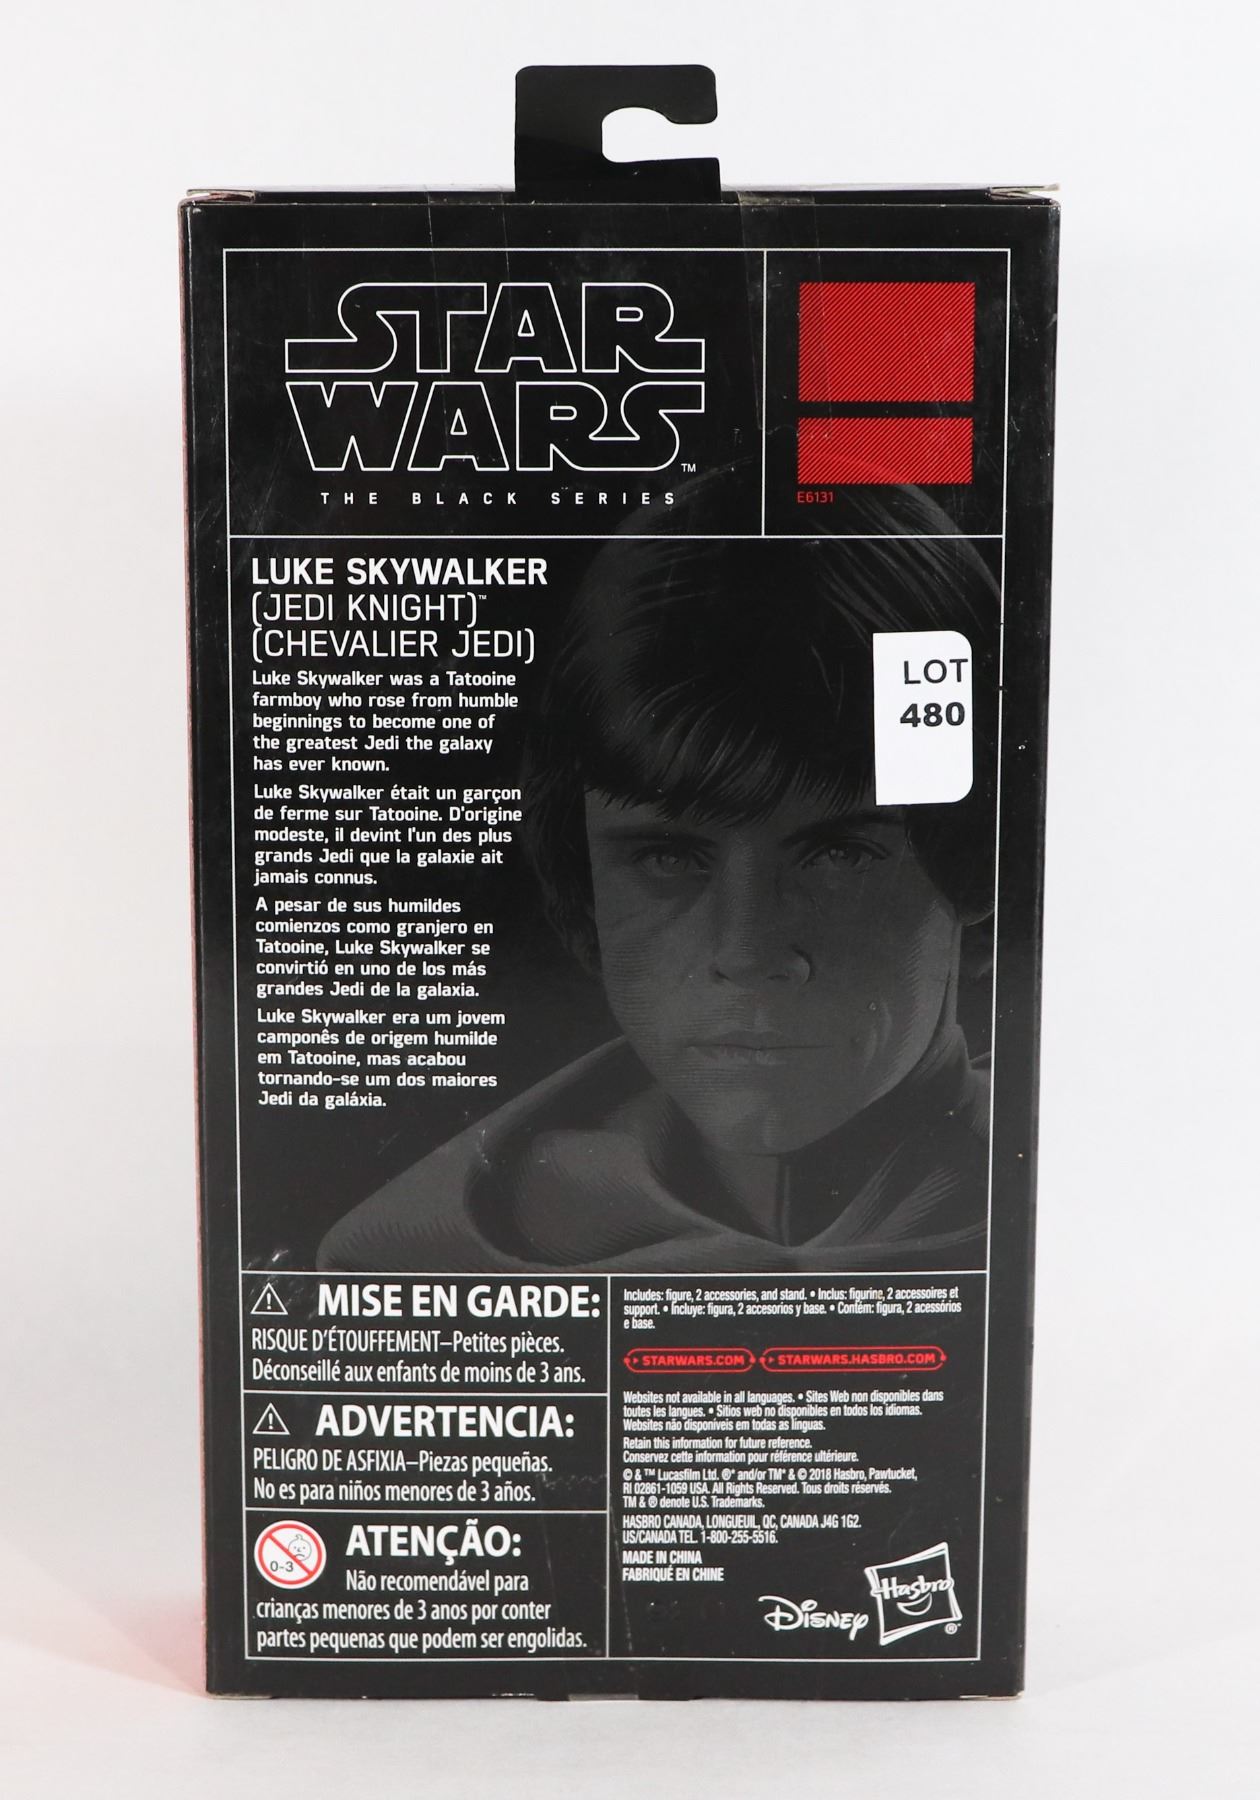 STAR
WARS
TM
THE BLACK SERIES
E6131
LUKE SKYWALKER
(JEDI KNIGHT)™
(CHEVALIER JEDI)
LOT
480
Luke Skywalker was a Tatooine
farmboy who rose from humble
beginnings to become one of
the greatest Jedi the galaxy
has ever known.
Luke Skywalker était un garçon
de ferme sur Tatooine. D'origine
modeste, il devint l'un des plus
grands Jedi que la galaxie ait
jamais connus.
A pesar de sus humildes
comienzos como granjero en
Tatooine, Luke Skywalker se
convirtió en uno de los más
grandes Jedi de la galaxia.
Luke Skywalker era um jovem
camponês de origem humilde
em Tatooine, mas acabou
tornando-se um dos maiores
Jedi da galáxia.
MISE EN GARDE:
RISQUE D'ÉTOUFFEMENT–Petites pièces.
Déconseillé aux enfants de moins de 3 ans.
ADVERTENCIA:
PELIGRO DE ASFIXIA–Piezas pequeñas.
No es para niños menores de 3 años.
0-3
ATENÇÃO:
Não recomendável para
crianças menores de 3 anos por conter
partes pequenas que podem ser engolidas.
Includes: figure, 2 accessories, and stand. • Inclus: figurine, 2 accessoires et
support. • Incluye: figura, 2 accesorios y base. • Contém: figura, 2 acessórios
e base.
STARWARS.COM STARWARS.HASBRO.COM
Websites not available in all languages. • Sites Web non disponibles dans
toutes les langues. • Sitios web no disponibles en todos los idiomas.
Websites não disponíveis em todas as línguas.
Retain this information for future reference.
Conservez cette information pour référence ultérieure.
© & ™ Lucasfilm Ltd. ®* and/or TM* & © 2018 Hasbro, Pawtucket,
RI 02861-1059 USA. All Rights Reserved. Tous droits réservés.
TM & ® denote U.S. Trademarks.
HASBRO CANADA, LONGUEUIL, QC, CANADA J4G 1G2.
US/CANADA TEL. 1-800-255-5516.
MADE IN CHINA
FABRIQUÉ EN CHINE
Disney
Hasbro
®